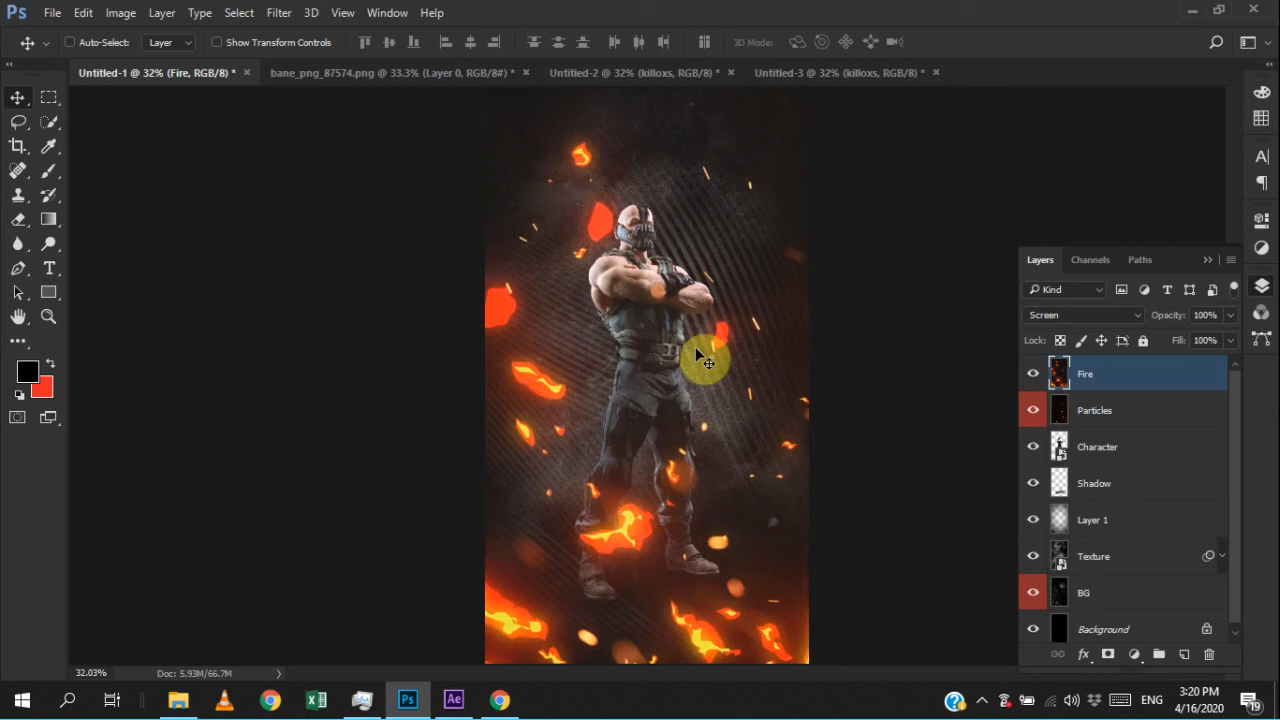 Ps File Edit Image Layer Type Select Filter 3D View Window Help
Auto-Select: Layer Show Transform Controls 3D Mode:
Untitled-1 @ 32% (Fire, RGB/8) * × bane_png_87574.png @ 33.3% (Layer 0, RGB/8#) * × Untitled-2 @ 32% (killoxs, RGB/8) * × Untitled-3 @ 32% (killoxs, RGB/8) * ×
Layers Channels Paths
Kind
Screen Opacity: 100%
Lock: Fill: 100%
Fire
Particles
Character
Shadow
Layer 1
Texture
BG
Background
fx
32.03% Doc: 5.93M/66.7M
Ps Ae ENG 3:20 PM
4/16/2020 19